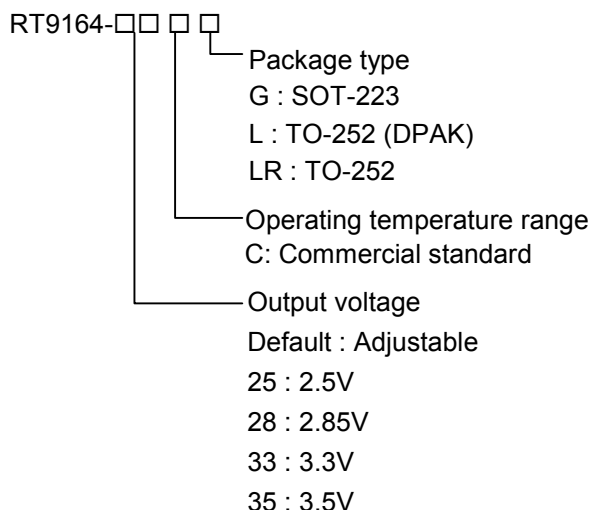 RT9164-□□ □ □
Package type
G : SOT-223
L : TO-252 (DPAK)
LR : TO-252
Operating temperature range
C: Commercial standard
Output voltage
Default : Adjustable
25 : 2.5V
28 : 2.85V
33 : 3.3V
35 : 3.5V